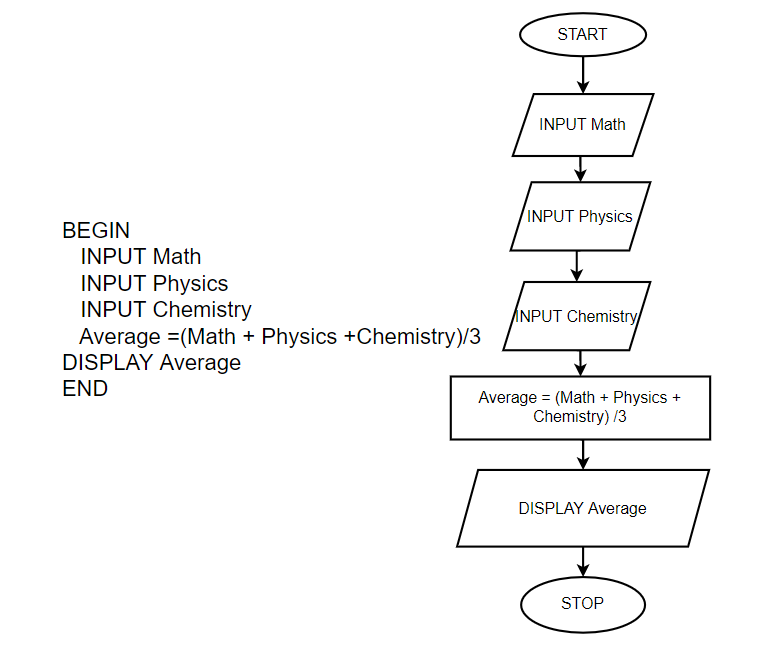 BEGIN
INPUT Math
INPUT Physics
INPUT Chemistry
Average =(Math + Physics +Chemistry)/3
DISPLAY Average
END
START
INPUT Math
INPUT Physics
INPUT Chemistry
Average = (Math + Physics +
Chemistry) /3
DISPLAY Average
STOP